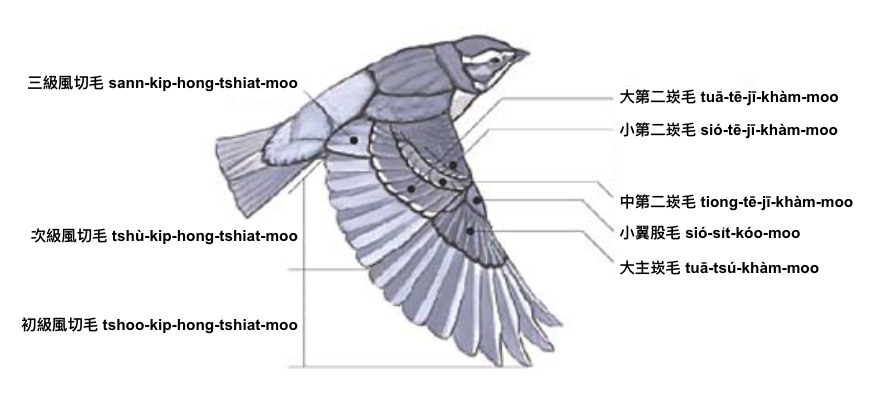 三級風切毛 sann-kip-hong-tshiat-moo
次級風切毛 tshù-kip-hong-tshiat-moo
初級風切毛 tshoo-kip-hong-tshiat-moo
大第二崁毛 tuā-tē-jī-khàm-moo
小第二崁毛 sió-tē-jī-khàm-moo
中第二崁毛 tiong-tē-jī-khàm-moo
小翼股毛 sió-si̍t-kóo-moo
大主崁毛 tuā-tsú-khàm-moo